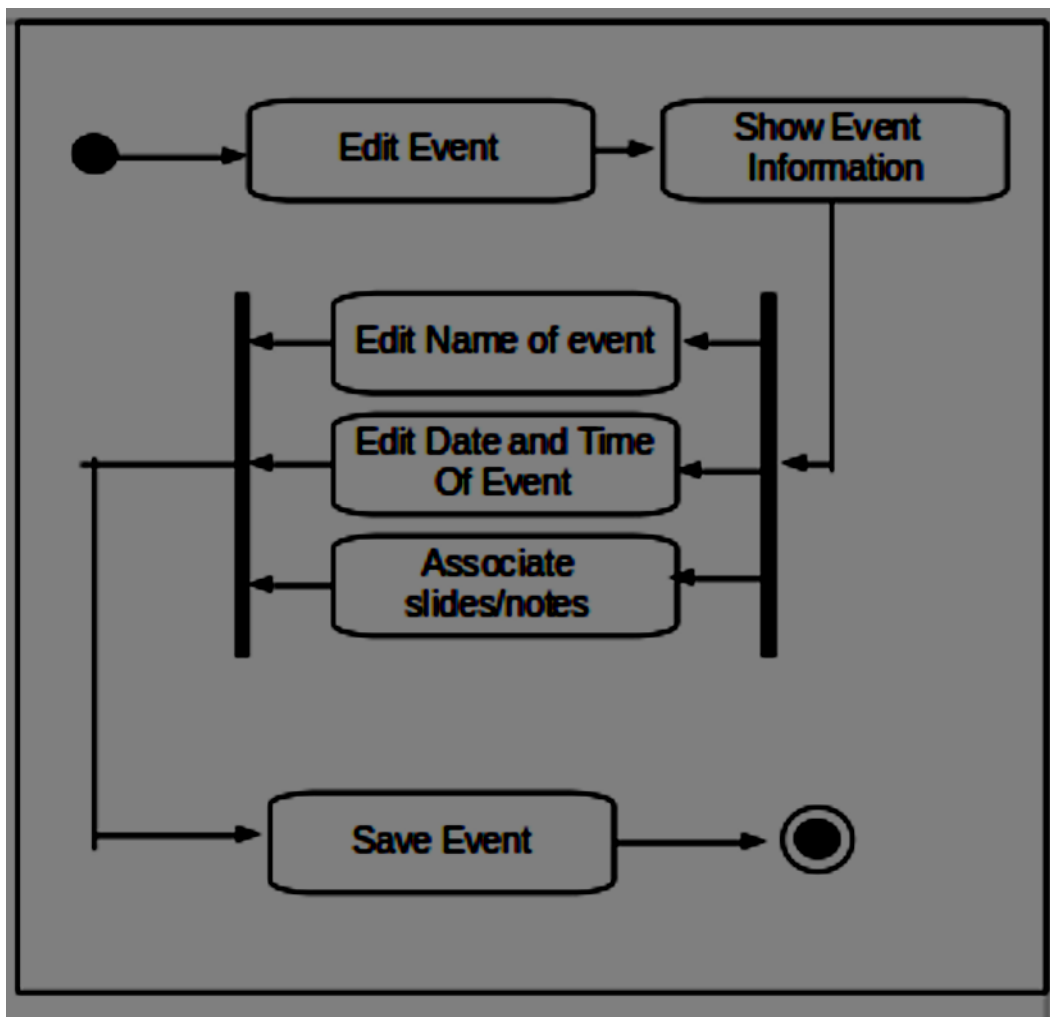 Edit Event
Show Event
Information
Edit Name of event
Edit Date and Time
Of Event
Associate
slides/notes
Save Event